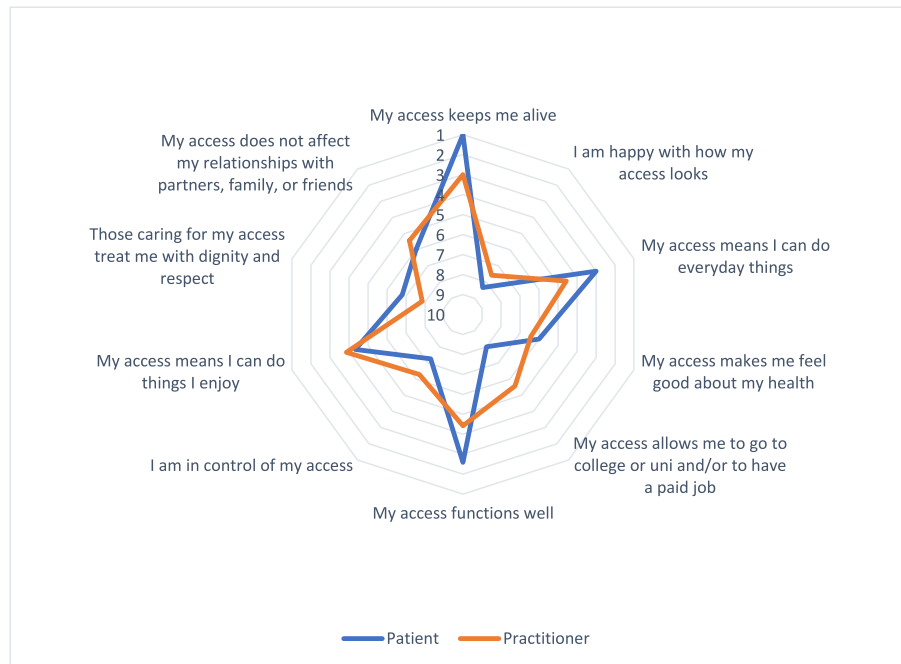 My access keeps me alive
My access does not affect
my relationships with
partners, family, or friends
I am happy with how my
access looks
1
2
3
4
5
6
7
8
9
10
Those caring for my access
treat me with dignity and
respect
My access means I can do
everyday things
My access means I can do
things I enjoy
My access makes me feel
good about my health
I am in control of my access
My access allows me to go to
college or uni and/or to have
a paid job
My access functions well
Patient
Practitioner